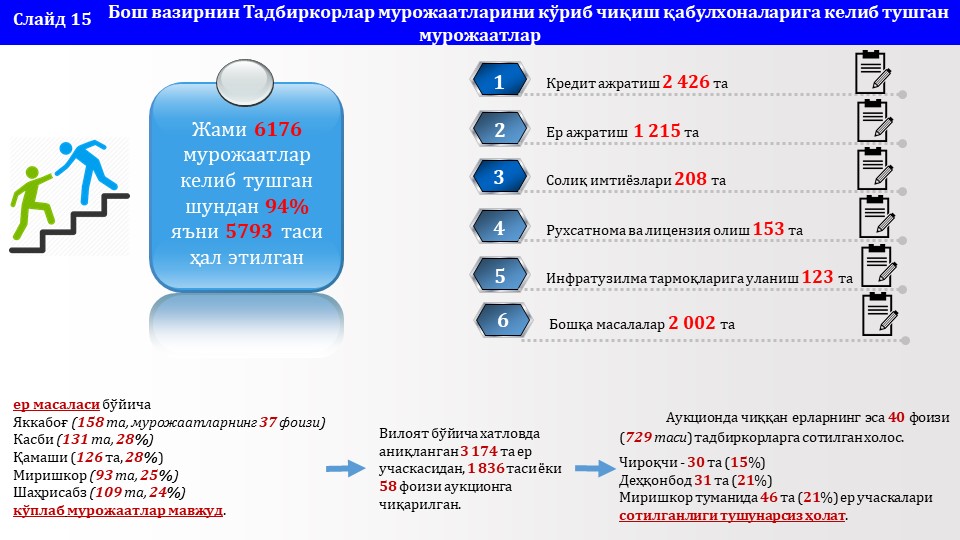 Слайд 15
Бош вазирнин Тадбиркорлар мурожаатларини кўриб чиқиш қабулхоналарига келиб тушган
мурожаатлар
Жами 6176
мурожаатлар
келиб тушган
шундан 94%
яъни 5793 таси
ҳал этилган
1
Кредит ажратиш 2 426 та
2
Ер ажратиш 1 215 та
3
Солиқ имтиёзлари 208 та
4
Рухсатнома ва лицензия олиш 153 та
5
Инфратузилма тармоқларига уланиш 123 та
6
Бошқа масалалар 2 002 та
ер масаласи бўйича
Яккабоғ (158 та, мурожаатларнинг 37 фоизи)
Касби (131 та, 28%)
Қамаши (126 та, 28%)
Миришкор (93 та, 25%)
Шаҳрисабз (109 та, 24%)
кўплаб мурожаатлар мавжуд.
Вилоят бўйича хатловда
аниқланган 3 174 та ер
учаскасидан, 1 836 таси ёки
58 фоизи аукционга
чиқарилган.
Аукционда чиққан ерларнинг эса 40 фоизи
(729 таси) тадбиркорларга сотилган холос.
Чироқчи - 30 та (15%)
Деҳқонбод 31 та (21%)
Миришкор туманида 46 та (21%) ер учаскалари
сотилганлиги тушунарсиз ҳолат.